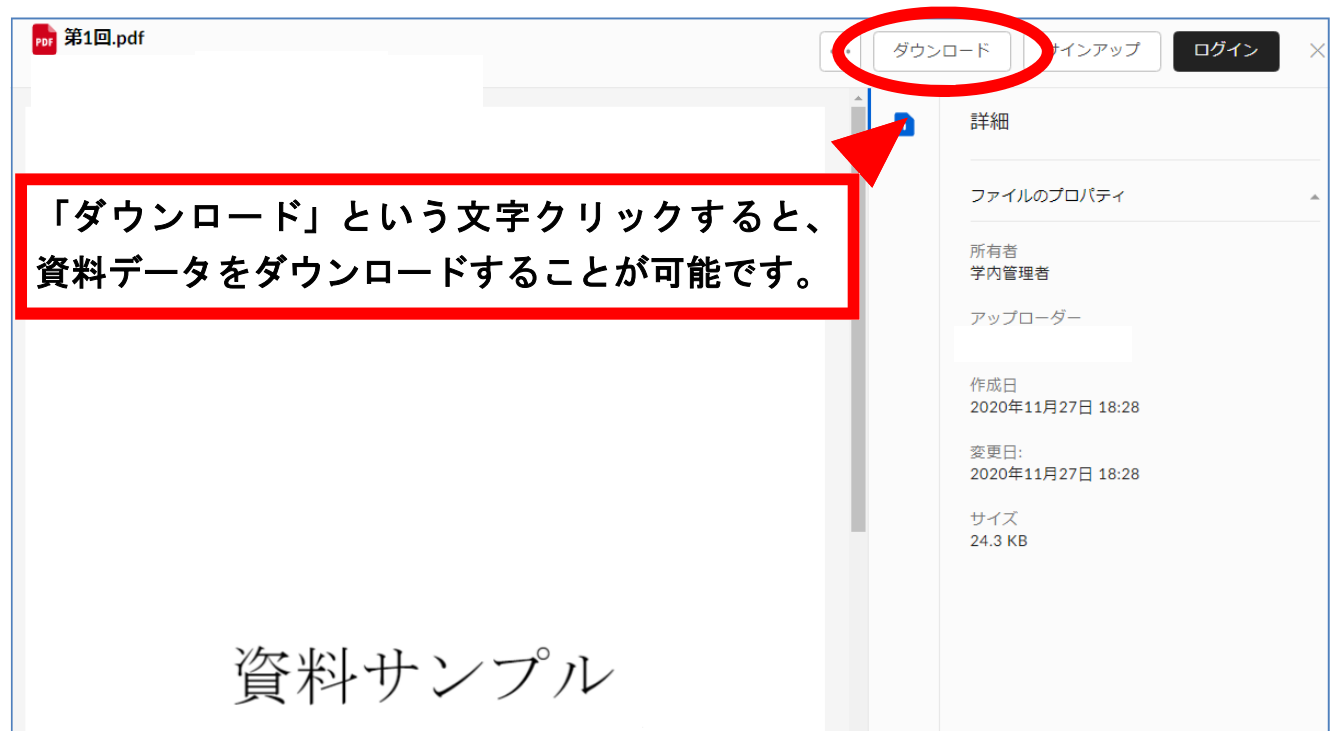 PDF 第1回.pdf
ダウンロード
サインアップ
ログイン
詳細
「ダウンロード」という文字クリックすると、
資料データをダウンロードすることが可能です。
ファイルのプロパティ
所有者
学内管理者
アップローダー
作成日
2020年11月27日 18:28
変更日:
2020年11月27日 18:28
サイズ
24.3 KB
資料サンプル